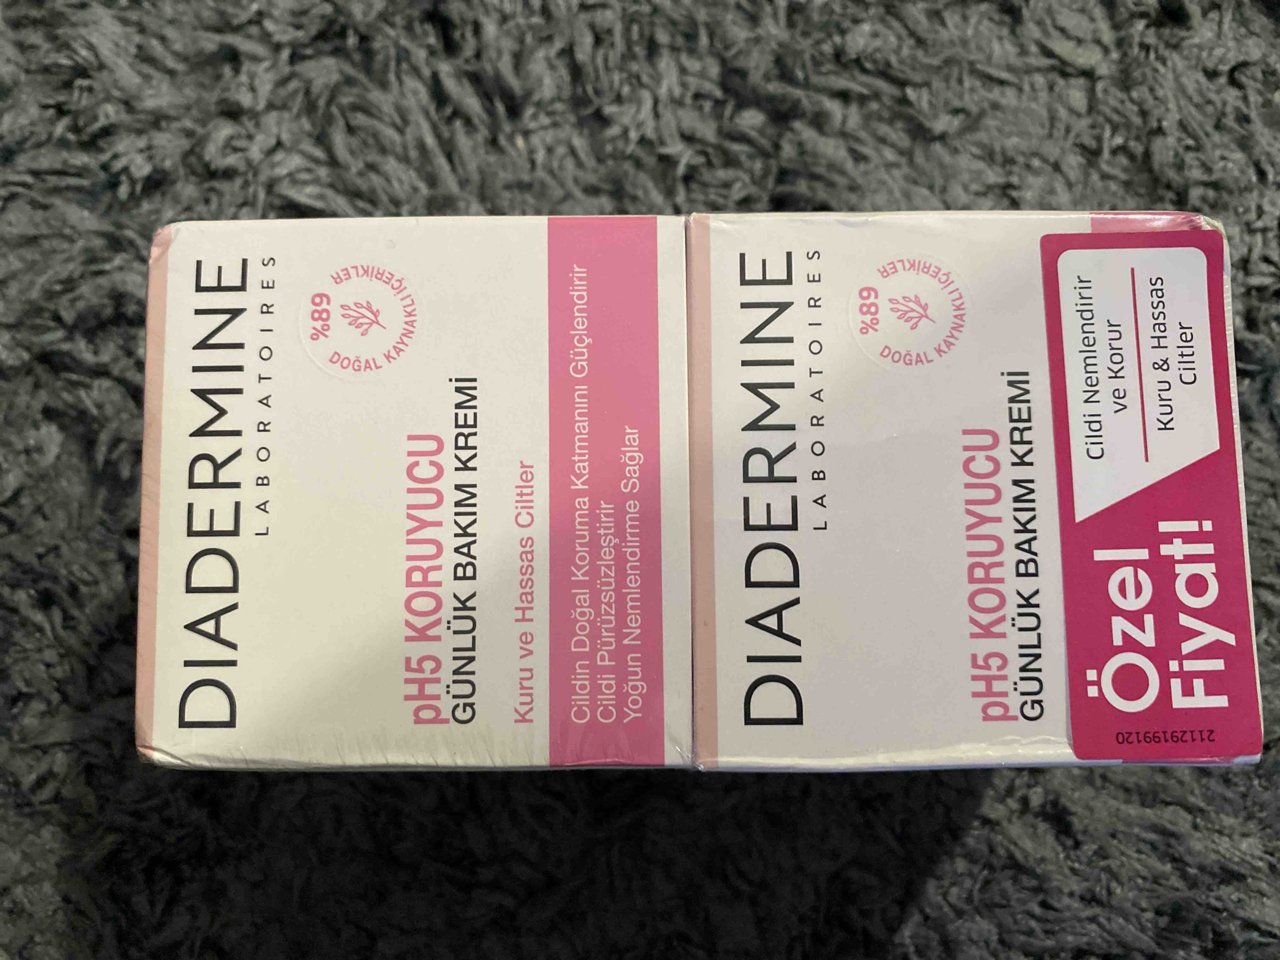 DIADERMINE
LABORATOIRES
%89
DOĞAL KAYNAKLI İÇERİKLER
pH5 KORUYUCU
GÜNLÜK BAKIM KREMİ
Kuru ve Hassas Ciltler
Cildin Doğal Koruma Katmanını Güçlendirir
Cildi Pürüzsüzleştirir
Yoğun Nemlendirme Sağlar
DIADERMINE
LABORATOIRES
%89
DOĞAL KAYNAKLI İÇERİKLER
pH5 KORUYUCU
GÜNLÜK BAKIM KREMİ
Cildi Nemlendirir
ve Korur
Kuru & Hassas
Ciltler
Özel
Fiyat!
211291199120